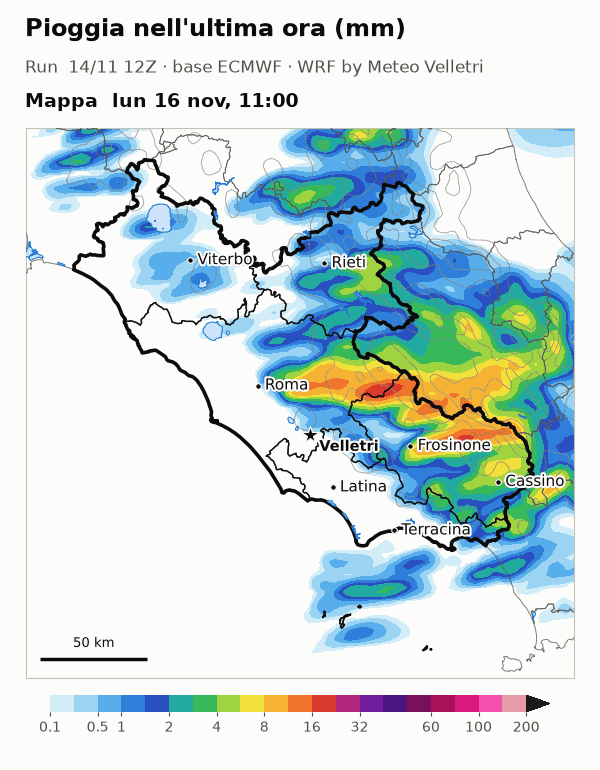 Pioggia nell'ultima ora (mm)
Run 14/11 12Z · base ECMWF · WRF by Meteo Velletri
Mappa lun 16 nov, 11:00
Viterbo
Rieti
Roma
Velletri
Frosinone
Latina
Cassino
Terracina
50 km
0.1 0.5 1 2 4 8 16 32 60 100 200